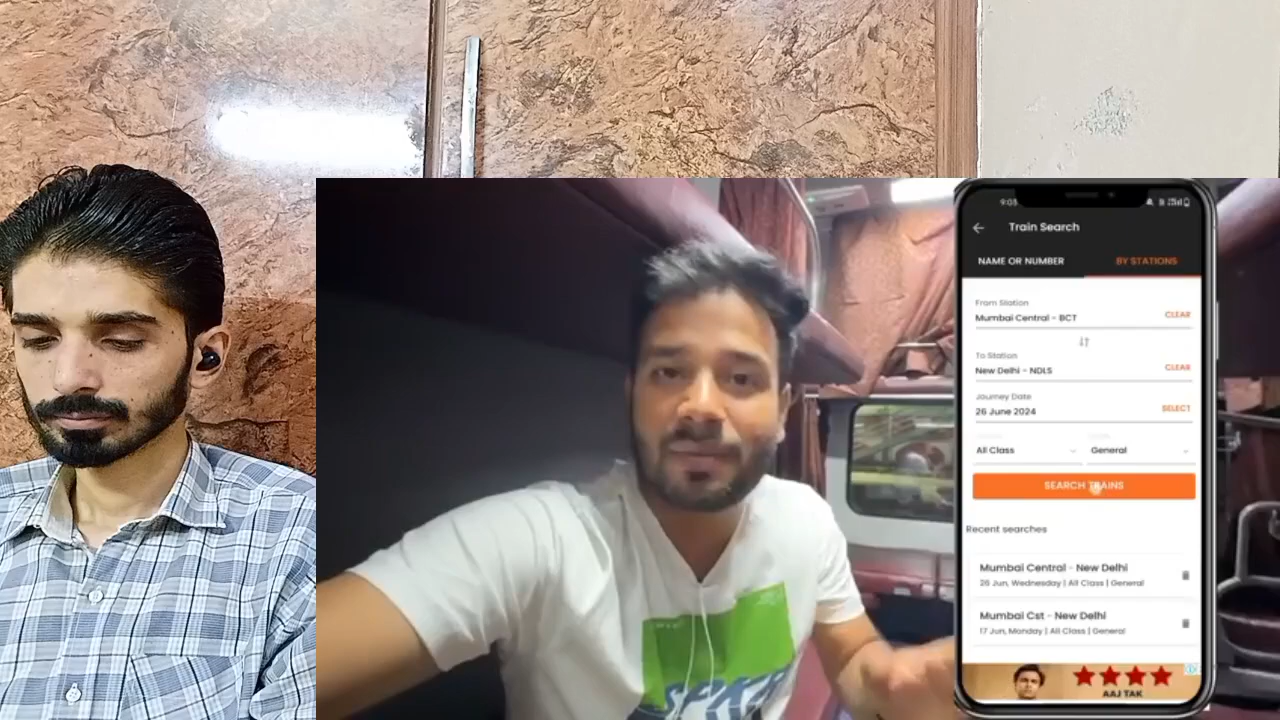 9:05
Train Search
NAME OR NUMBER
BY STATIONS
From Station
Mumbai Central - BCT
CLEAR
To Station
New Delhi - NDLS
CLEAR
Journey Date
26 June 2024
SELECT
All Class
General
SEARCH TRAINS
Recent searches
Mumbai Central - New Delhi
26 Jun, Wednesday | All Class | General
Mumbai Cst - New Delhi
17 Jun, Monday | All Class | General
AAJ TAK